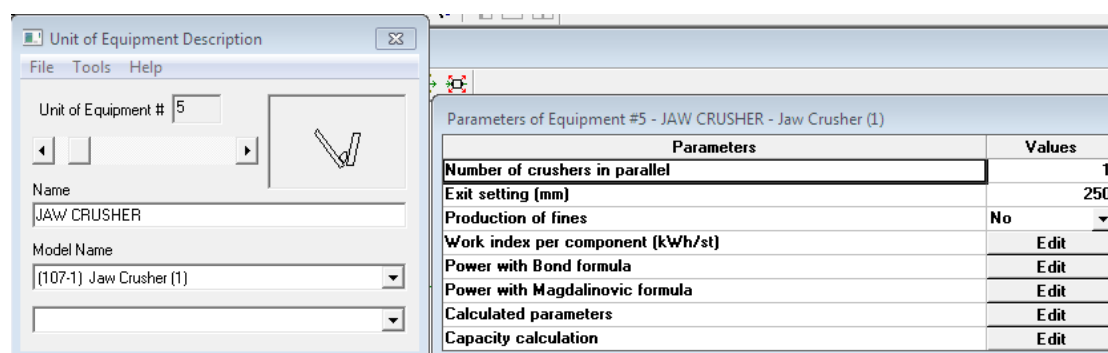 Unit of Equipment Description
File Tools Help
Unit of Equipment # 5
Name
JAW CRUSHER
Model Name
(107-1) Jaw Crusher (1)
Parameters of Equipment #5 - JAW CRUSHER - Jaw Crusher (1)
Parameters Values
Number of crushers in parallel 1
Exit setting (mm) 250
Production of fines No
Work index per component (kWh/st) Edit
Power with Bond formula Edit
Power with Magdalinovic formula Edit
Calculated parameters Edit
Capacity calculation Edit